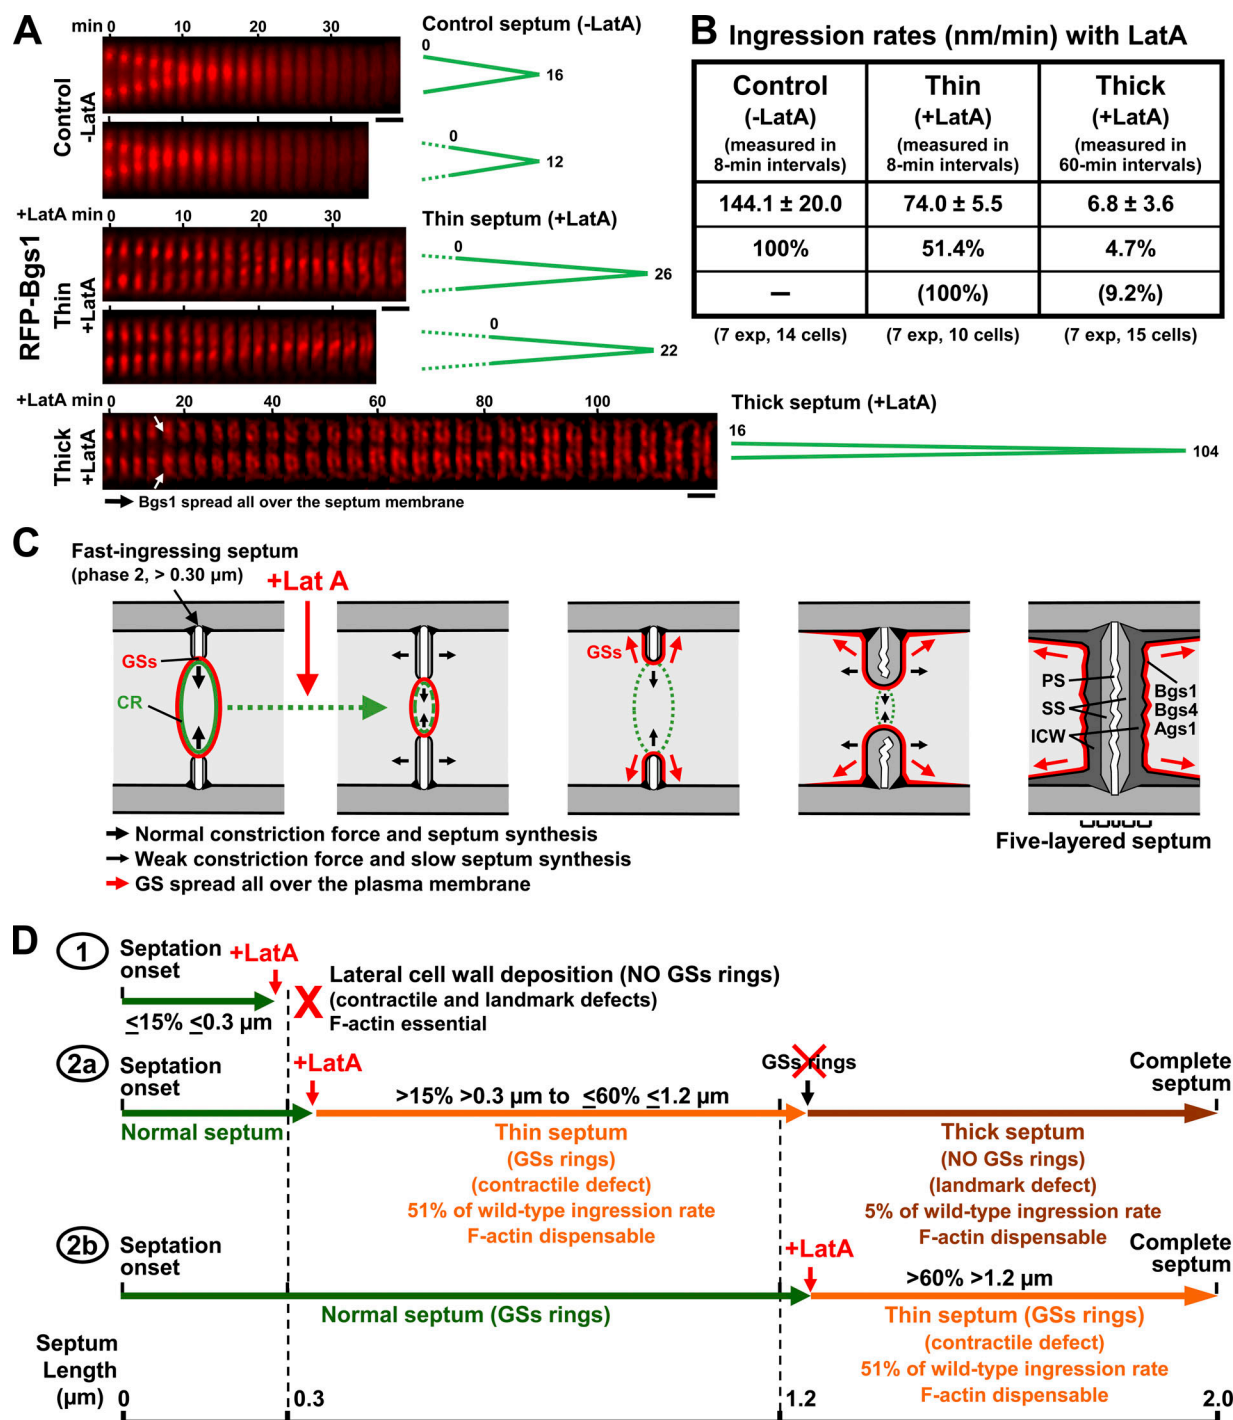 A
min 0 10 20 30
Control
-LatA
Control septum (-LatA)
0
16
0
12
RFP-Bgs1
+LatA min 0 10 20 30
Thin
+LatA
Thin septum (+LatA)
0
26
0
22
+LatA min 0 20 40 60 80 100
Thick
+LatA
Thick septum (+LatA)
16
104
Bgs1 spread all over the septum membrane
B Ingression rates (nm/min) with LatA
Control Thin Thick
(-LatA) (+LatA) (+LatA)
(measured in (measured in (measured in
8-min intervals) 8-min intervals) 60-min intervals)
144.1 ± 20.0 74.0 ± 5.5 6.8 ± 3.6
100% 51.4% 4.7%
— (100%) (9.2%)
(7 exp, 14 cells) (7 exp, 10 cells) (7 exp, 15 cells)
C
Fast-ingressing septum
(phase 2, > 0.30 µm)
+Lat A
GSs
CR
GSs
PS
SS
ICW
Bgs1
Bgs4
Ags1
Five-layered septum
Normal constriction force and septum synthesis
Weak constriction force and slow septum synthesis
GS spread all over the plasma membrane
D
1
Septation
onset
+LatA
≤15% ≤0.3 µm
X
Lateral cell wall deposition (NO GSs rings)
(contractile and landmark defects)
F-actin essential
2a
Septation
onset
+LatA
>15% >0.3 µm to ≤60% ≤1.2 µm
GSs rings
Complete
septum
Normal septum
Thin septum
(GSs rings)
(contractile defect)
51% of wild-type ingression rate
F-actin dispensable
Thick septum
(NO GSs rings)
(landmark defect)
5% of wild-type ingression rate
F-actin dispensable
2b
Septation
onset
+LatA
>60% >1.2 µm
Complete
septum
Normal septum (GSs rings)
Thin septum (GSs rings)
(contractile defect)
51% of wild-type ingression rate
F-actin dispensable
Septum
Length
(µm)
0 0.3 1.2 2.0